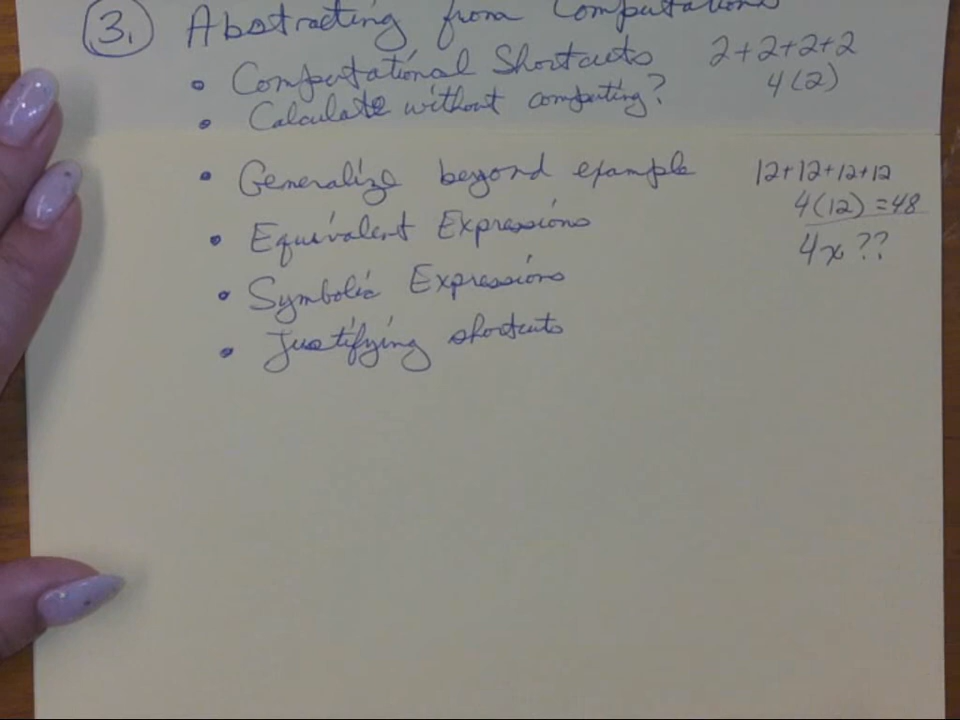 3. Abstracting from Computations
• Computational Shortcuts 2+2+2+2
4(2)
• Calculate without computing?
• Generalize beyond example 12+12+12+12
4(12) = 48
• Equivalent Expressions
4x ??
• Symbolic Expressions
• Justifying shortcuts